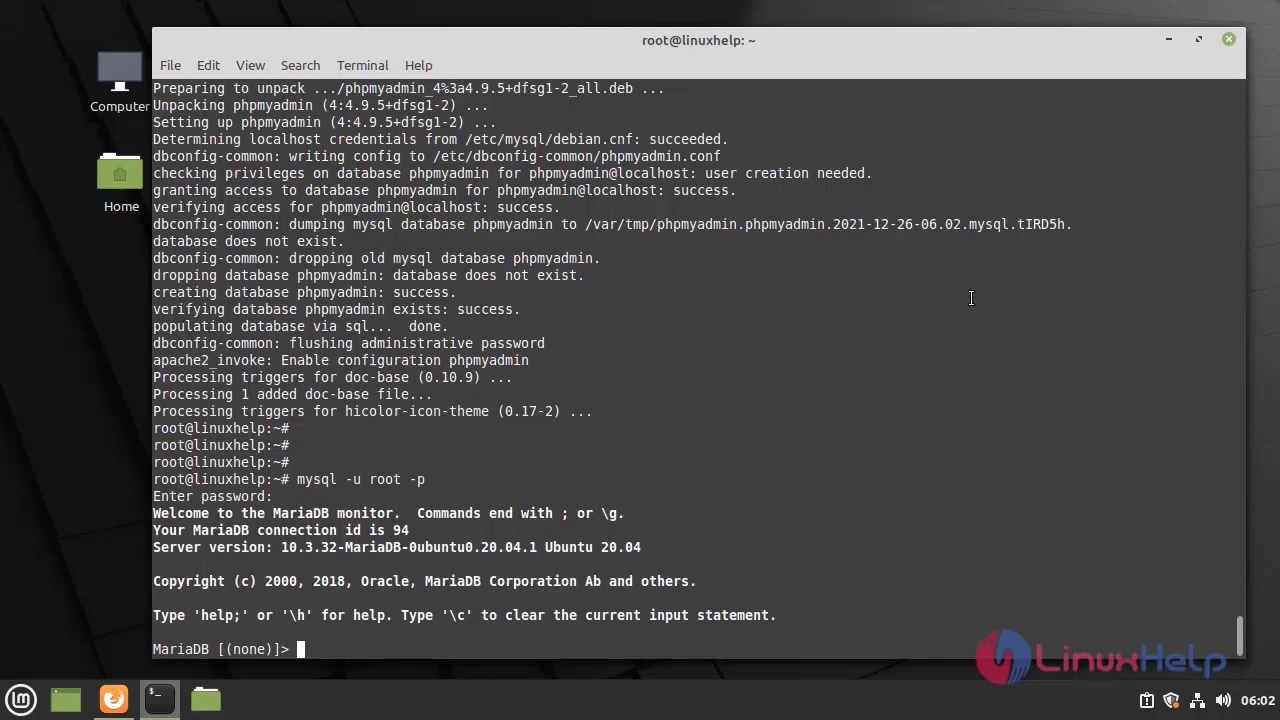 root@linuxhelp: ~
File Edit View Search Terminal Help
Computer
Home
Preparing to unpack .../phpmyadmin_4%3a4.9.5+dfsg1-2_all.deb ...
Unpacking phpmyadmin (4:4.9.5+dfsg1-2) ...
Setting up phpmyadmin (4:4.9.5+dfsg1-2) ...
Determining localhost credentials from /etc/mysql/debian.cnf: succeeded.
dbconfig-common: writing config to /etc/dbconfig-common/phpmyadmin.conf
checking privileges on database phpmyadmin for phpmyadmin@localhost: user creation needed.
granting access to database phpmyadmin for phpmyadmin@localhost: success.
verifying access for phpmyadmin@localhost: success.
dbconfig-common: dumping mysql database phpmyadmin to /var/tmp/phpmyadmin.phpmyadmin.2021-12-26-06.02.mysql.tIRD5h.
database does not exist.
dbconfig-common: dropping old mysql database phpmyadmin.
dropping database phpmyadmin: database does not exist.
creating database phpmyadmin: success.
verifying database phpmyadmin exists: success.
populating database via sql...  done.
dbconfig-common: flushing administrative password
apache2_invoke: Enable configuration phpmyadmin
Processing triggers for doc-base (0.10.9) ...
Processing 1 added doc-base file...
Processing triggers for hicolor-icon-theme (0.17-2) ...
root@linuxhelp:~#
root@linuxhelp:~#
root@linuxhelp:~#
root@linuxhelp:~# mysql -u root -p
Enter password:
Welcome to the MariaDB monitor.  Commands end with ; or \g.
Your MariaDB connection id is 94
Server version: 10.3.32-MariaDB-0ubuntu0.20.04.1 Ubuntu 20.04
Copyright (c) 2000, 2018, Oracle, MariaDB Corporation Ab and others.
Type 'help;' or '\h' for help. Type '\c' to clear the current input statement.
MariaDB [(none)]>
LinuxHelp
06:02